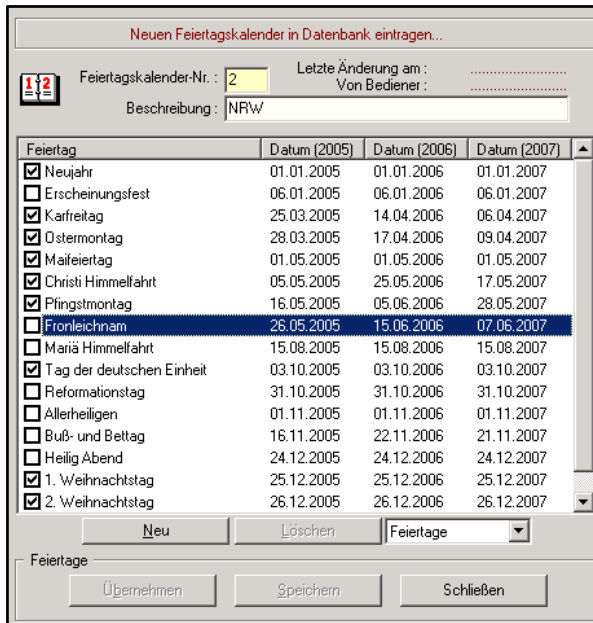 Neuen Feiertagskalender in Datenbank eintragen...
Feiertagskalender-Nr. : 2 Letzte Änderung am : ........................
Von Bediener : ........................
Beschreibung : NRW
Feiertag Datum (2005) Datum (2006) Datum (2007)
Neujahr 01.01.2005 01.01.2006 01.01.2007
Erscheinungsfest 06.01.2005 06.01.2006 06.01.2007
Karfreitag 25.03.2005 14.04.2006 06.04.2007
Ostermontag 28.03.2005 17.04.2006 09.04.2007
Maifeiertag 01.05.2005 01.05.2006 01.05.2007
Christi Himmelfahrt 05.05.2005 25.05.2006 17.05.2007
Pfingstmontag 16.05.2005 05.06.2006 28.05.2007
Fronleichnam 26.05.2005 15.06.2006 07.06.2007
Mariä Himmelfahrt 15.08.2005 15.08.2006 15.08.2007
Tag der deutschen Einheit 03.10.2005 03.10.2006 03.10.2007
Reformationstag 31.10.2005 31.10.2006 31.10.2007
Allerheiligen 01.11.2005 01.11.2006 01.11.2007
Buß- und Bettag 16.11.2005 22.11.2006 21.11.2007
Heilig Abend 24.12.2005 24.12.2006 24.12.2007
1. Weihnachtstag 25.12.2005 25.12.2006 25.12.2007
2. Weihnachtstag 26.12.2005 26.12.2006 26.12.2007
Neu Löschen Feiertage
Feiertage
Übernehmen Speichern Schließen